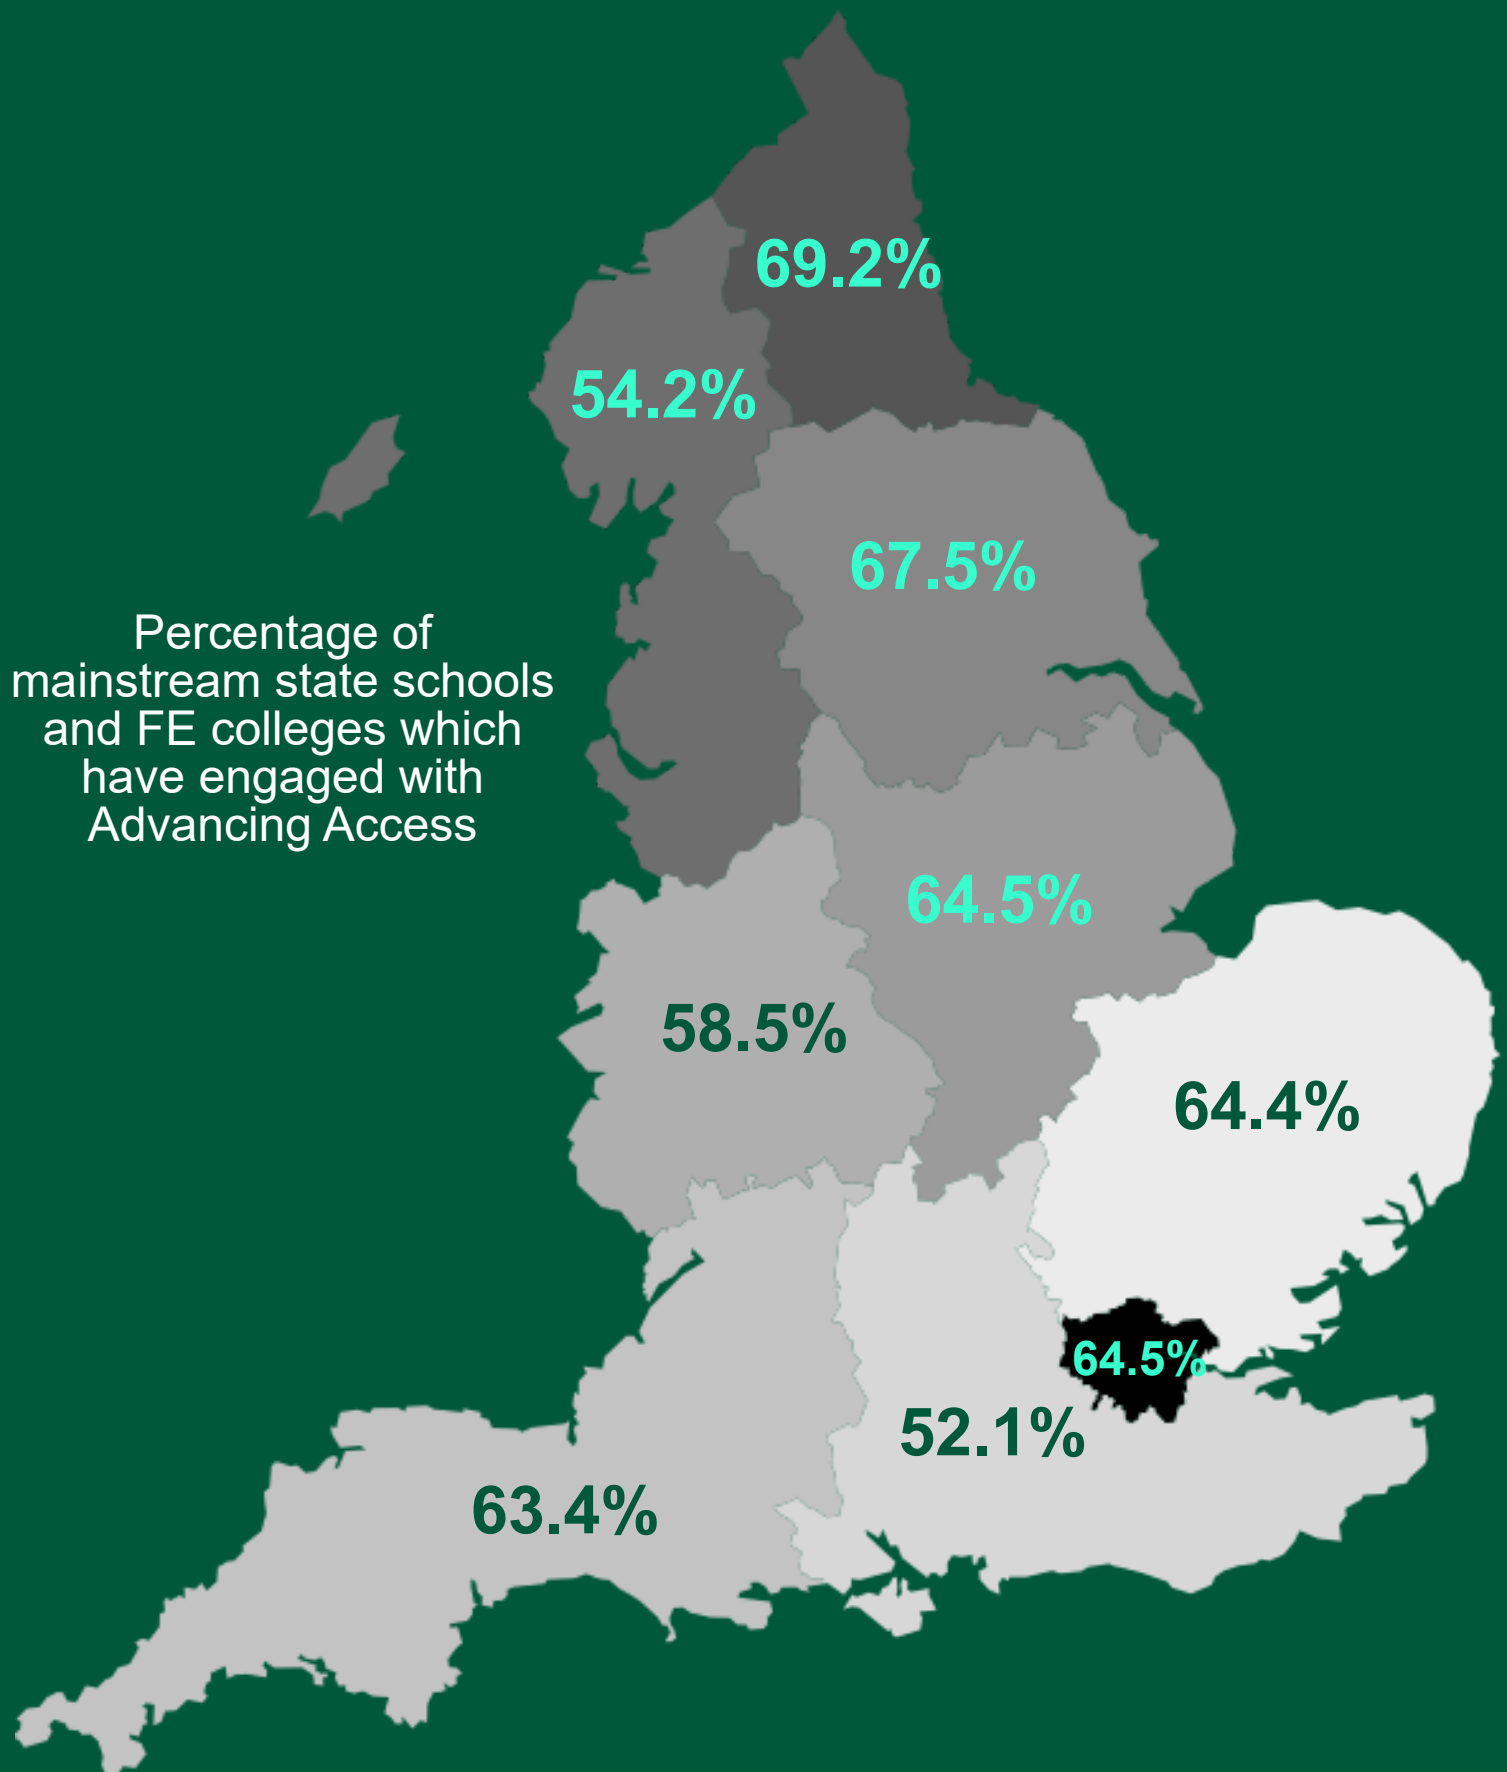 69.2%
54.2%
67.5%
Percentage of
mainstream state schools
and FE colleges which
have engaged with
Advancing Access
64.5%
58.5%
64.4%
64.5%
52.1%
63.4%